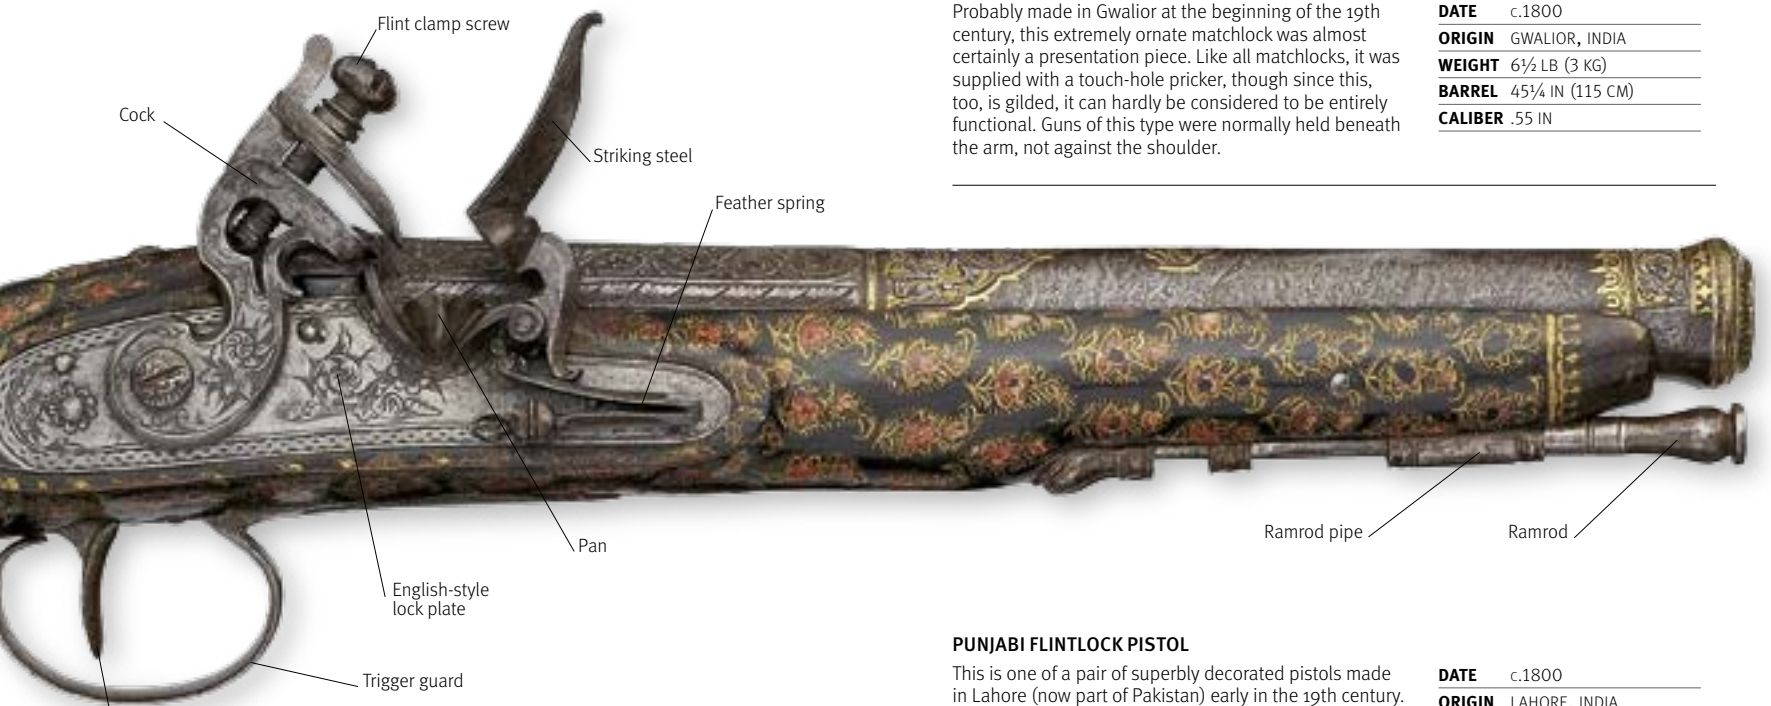 Flint clamp screw
Cock
Striking steel
Feather spring
Probably made in Gwalior at the beginning of the 19th
century, this extremely ornate matchlock was almost
certainly a presentation piece. Like all matchlocks, it was
supplied with a touch-hole pricker, though since this,
too, is gilded, it can hardly be considered to be entirely
functional. Guns of this type were normally held beneath
the arm, not against the shoulder.
DATE c.1800
ORIGIN GWALIOR, INDIA
WEIGHT 6½ LB (3 KG)
BARREL 45¼ IN (115 CM)
CALIBER .55 IN
Pan
English-style
lock plate
Trigger guard
Ramrod pipe
Ramrod
PUNJABI FLINTLOCK PISTOL
This is one of a pair of superbly decorated pistols made
in Lahore (now part of Pakistan) early in the 19th century.
DATE c.1800
ORIGIN LAHORE, INDIA